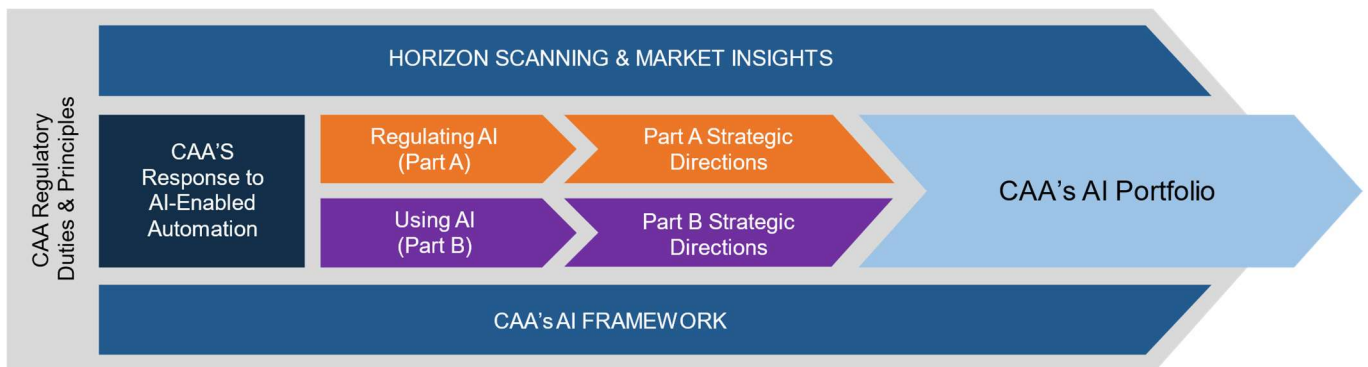 CAA Regulatory
Duties & Principles
HORIZON SCANNING & MARKET INSIGHTS
CAA'S
Response to
AI-Enabled
Automation
Regulating AI
(Part A)
Part A Strategic
Directions
Using AI
(Part B)
Part B Strategic
Directions
CAA's AI Portfolio
CAA's AI FRAMEWORK